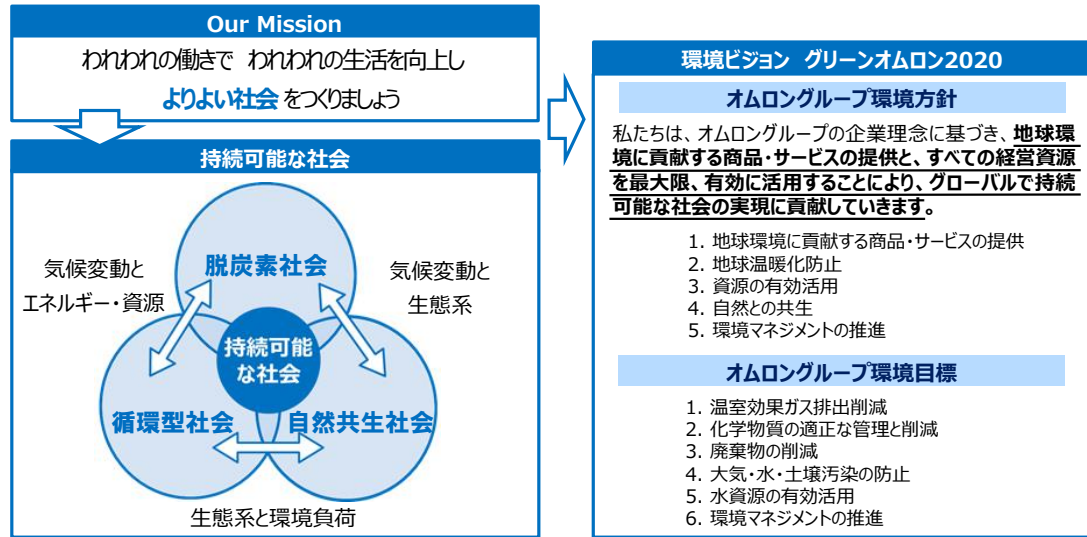 Our Mission
われわれの働きで われわれの生活を向上し
よりよい社会 をつくりましょう
持続可能な社会
気候変動と
エネルギー・資源
脱炭素社会
気候変動と
生態系
持続可能
な社会
循環型社会
自然共生社会
生態系と環境負荷
環境ビジョン グリーンオムロン2020
オムロングループ環境方針
私たちは、オムロングループの企業理念に基づき、地球環
境に貢献する商品・サービスの提供と、すべての経営資源
を最大限、有効に活用することにより、グローバルで持続
可能な社会の実現に貢献していきます。
1. 地球環境に貢献する商品・サービスの提供
2. 地球温暖化防止
3. 資源の有効活用
4. 自然との共生
5. 環境マネジメントの推進
オムロングループ環境目標
1. 温室効果ガス排出削減
2. 化学物質の適正な管理と削減
3. 廃棄物の削減
4. 大気・水・土壌汚染の防止
5. 水資源の有効活用
6. 環境マネジメントの推進